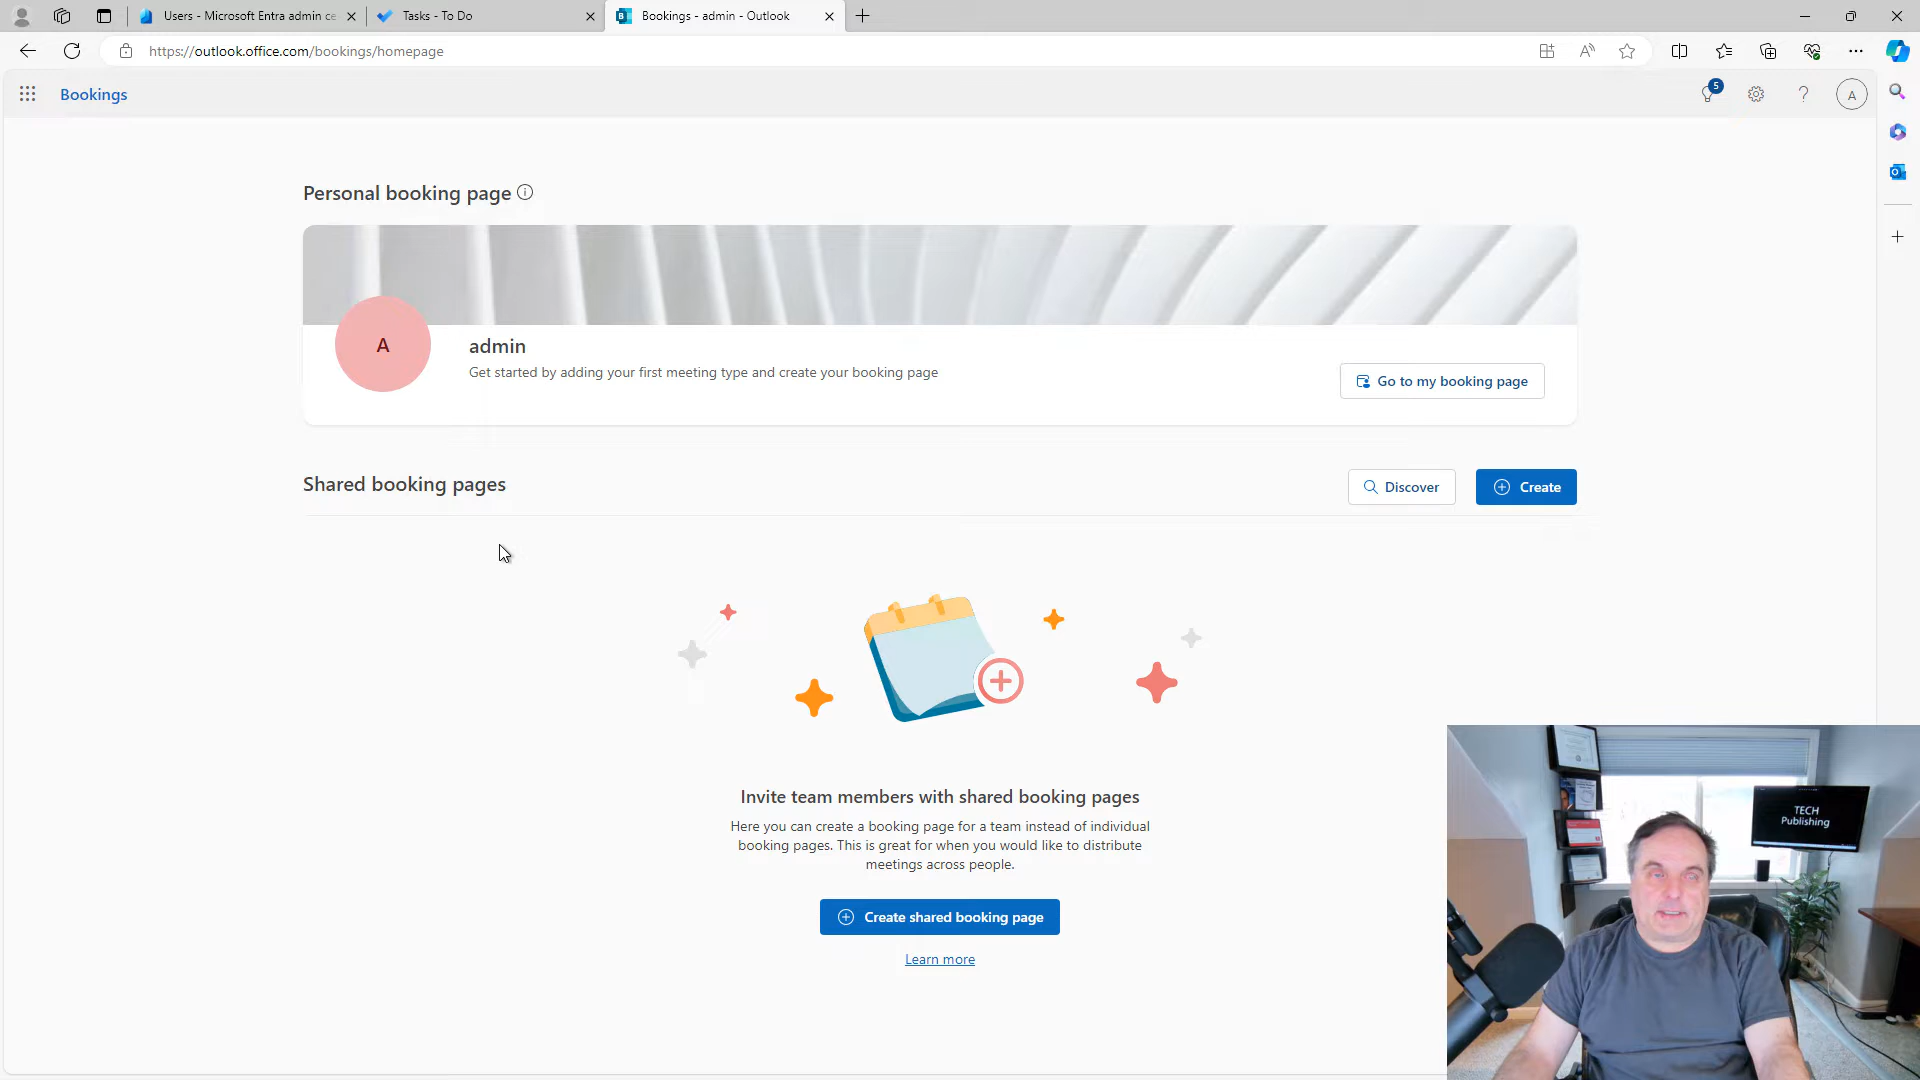 Users - Microsoft Entra admin ce
Tasks - To Do
Bookings - admin - Outlook
https://outlook.office.com/bookings/homepage
Bookings
5
A
Personal booking page
A
admin
Get started by adding your first meeting type and create your booking page
Go to my booking page
Shared booking pages
Discover
Create
Invite team members with shared booking pages
Here you can create a booking page for a team instead of individual
booking pages. This is great for when you would like to distribute
meetings across people.
Create shared booking page
Learn more
TECH
Publishing